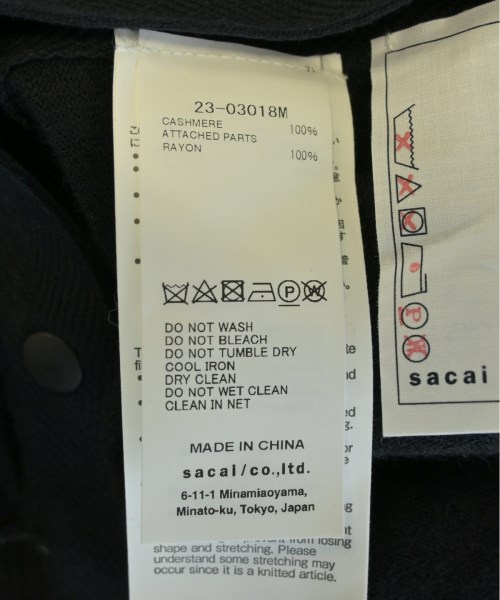 23-03018M
CASHMERE 100%
ATTACHED PARTS
RAYON 100%
DO NOT WASH
DO NOT BLEACH
DO NOT TUMBLE DRY
COOL IRON
DRY CLEAN
DO NOT WET CLEAN
CLEAN IN NET
MADE IN CHINA
sacai/co.,ltd.
6-11-1 Minamiaoyama,
Minato-ku, Tokyo, Japan
from losing
shape and stretching. Please
understand some stretching may
occur since it is a knitted article.
sacai